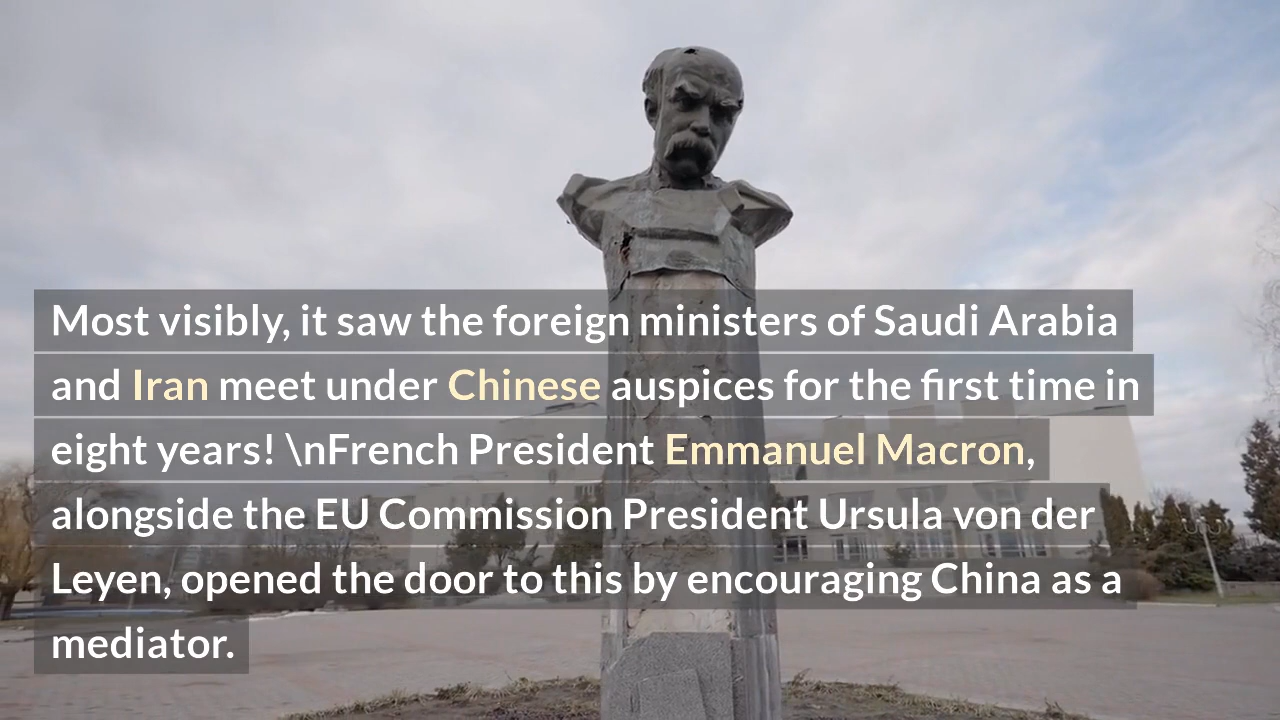 Most visibly, it saw the foreign ministers of Saudi Arabia
and Iran meet under Chinese auspices for the first time in
eight years! \nFrench President Emmanuel Macron,
alongside the EU Commission President Ursula von der
Leyen, opened the door to this by encouraging China as a
mediator.